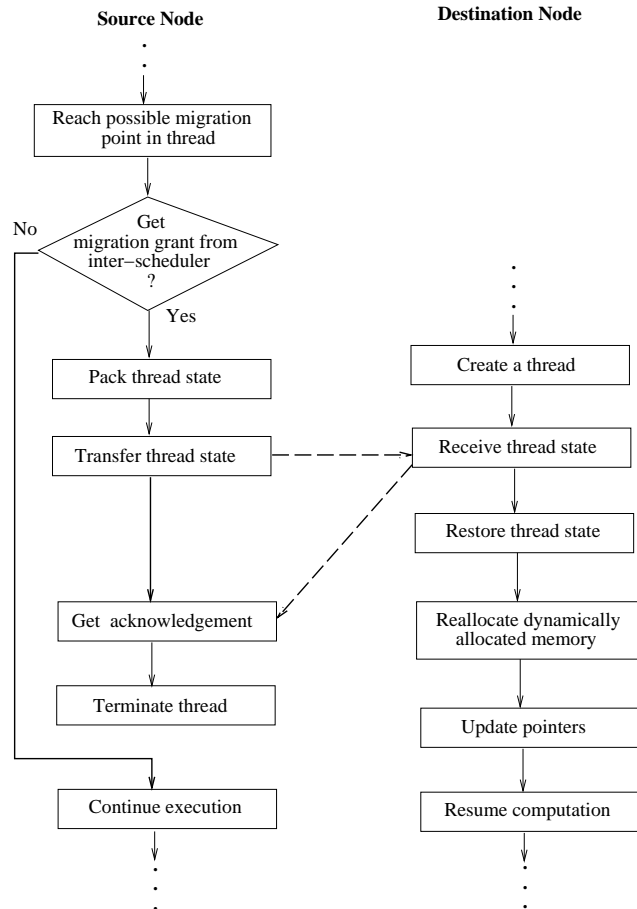 Source Node
Destination Node
Reach possible migration
point in thread
No
Get
migration grant from
inter−scheduler
?
Yes
Pack thread state
Create a thread
Transfer thread state
Receive thread state
Restore thread state
Get acknowledgement
Reallocate dynamically
allocated memory
Terminate thread
Update pointers
Continue execution
Resume computation